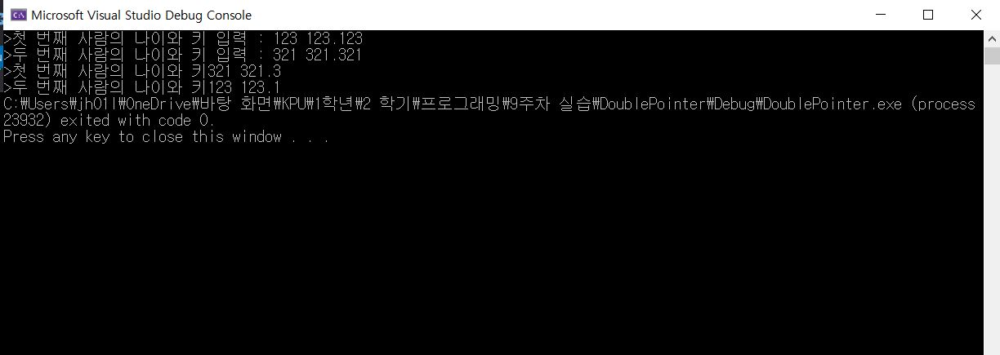 Microsoft Visual Studio Debug Console
>첫 번째 사람의 나이와 키 입력 : 123 123.123
>두 번째 사람의 나이와 키 입력 : 321 321.321
>첫 번째 사람의 나이와 키321 321.3
>두 번째 사람의 나이와 키123 123.1
C:₩Users₩jh01l₩OneDrive₩바탕 화면₩KPU₩1학년₩2 학기₩프로그래밍₩9주차 실습₩DoublePointer₩Debug₩DoublePointer.exe (process
23932) exited with code 0.
Press any key to close this window . . .